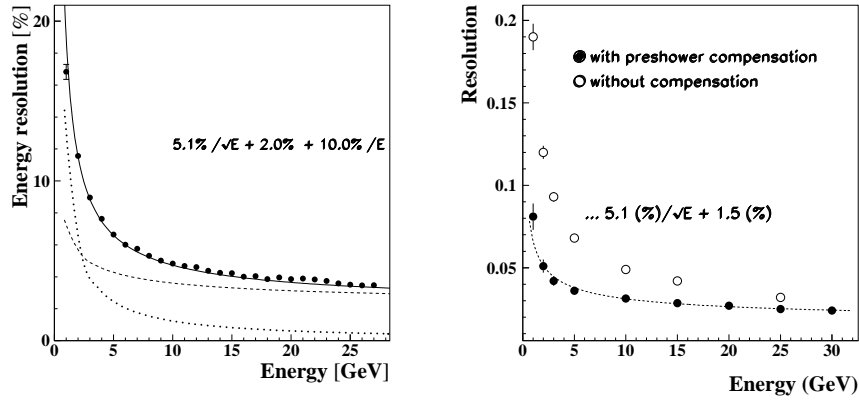 Energy resolution [%]
20
10
0
5.1% /√E + 2.0% + 10.0% /E
0 5 10 15 20 25
Energy [GeV]
Resolution
0.2
0.15
0.1
0.05
● with preshower compensation
○ without compensation
... 5.1 (%)/√E + 1.5 (%)
0 5 10 15 20 25 30
Energy (GeV)